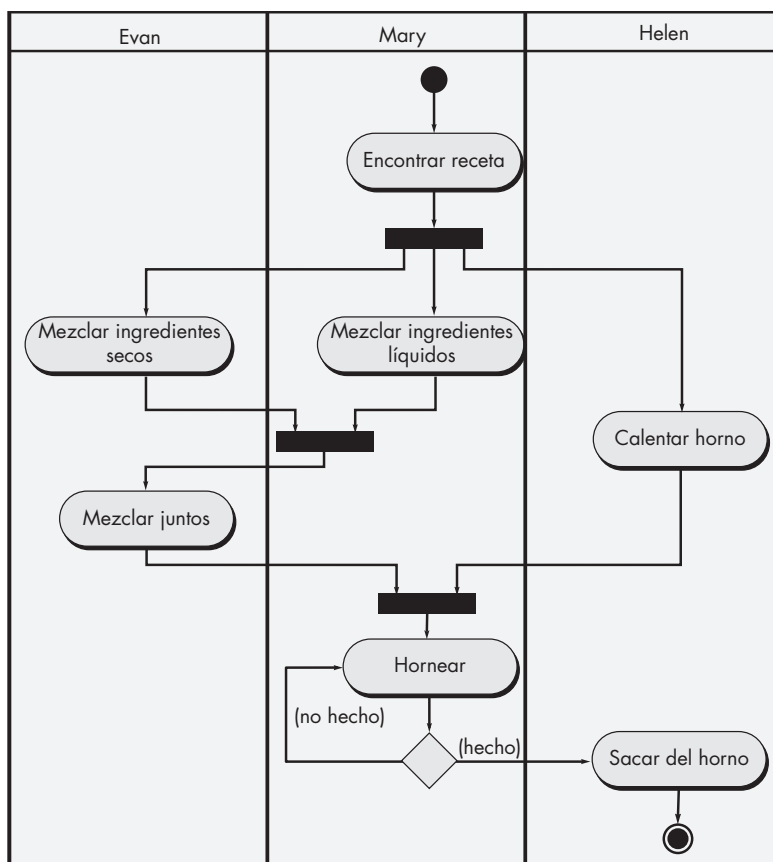 Evan
Mary
Helen
Encontrar receta
Mezclar ingredientes
secos
Mezclar ingredientes
líquidos
Calentar horno
Mezclar juntos
Hornear
(no hecho)
(hecho)
Sacar del horno